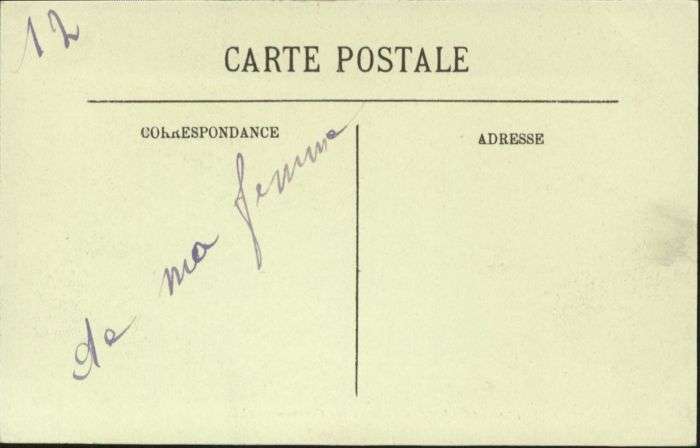 12
CARTE POSTALE
CORRESPONDANCE
ADRESSE
de ma femme